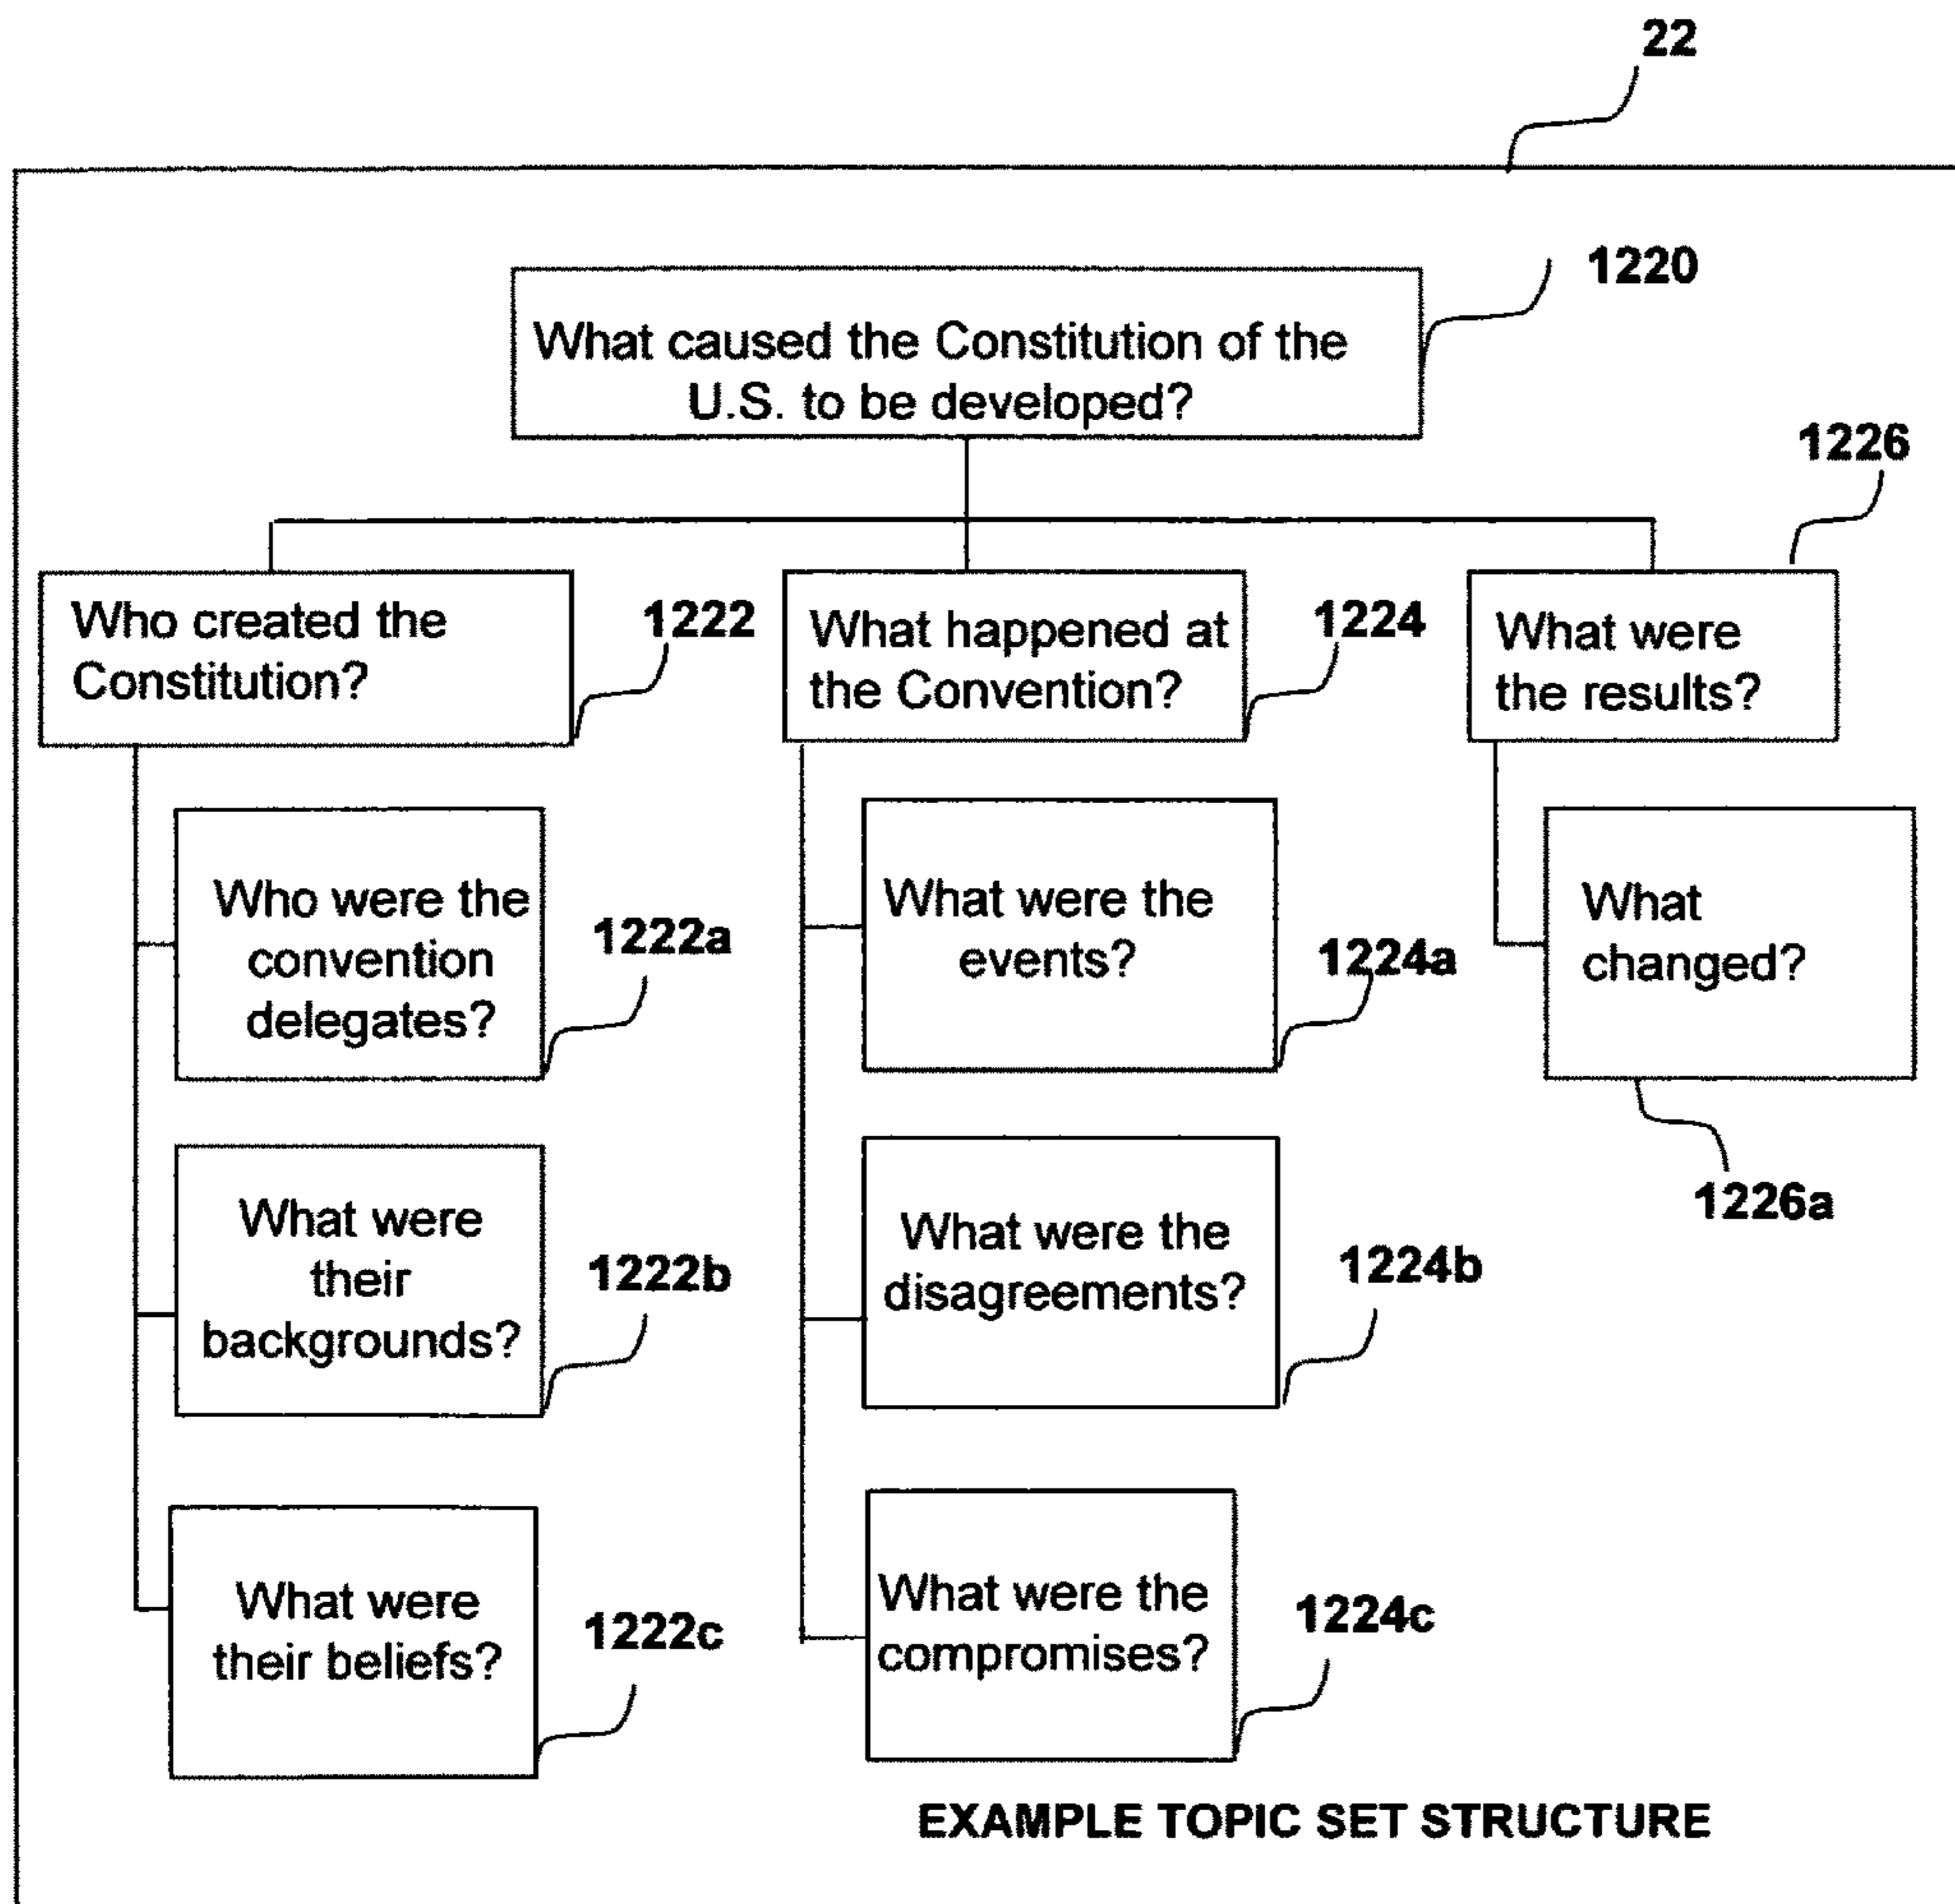 22
1220
What caused the Constitution of the
U.S. to be developed?
1226
Who created the
Constitution?
1222
What happened at
the Convention?
1224
What were
the results?
Who were the
convention
delegates?
1222a
What were the
events?
1224a
What
changed?
1226a
What were
their
backgrounds?
1222b
What were the
disagreements?
1224b
What were
their beliefs?
1222c
What were the
compromises?
1224c
EXAMPLE TOPIC SET STRUCTURE